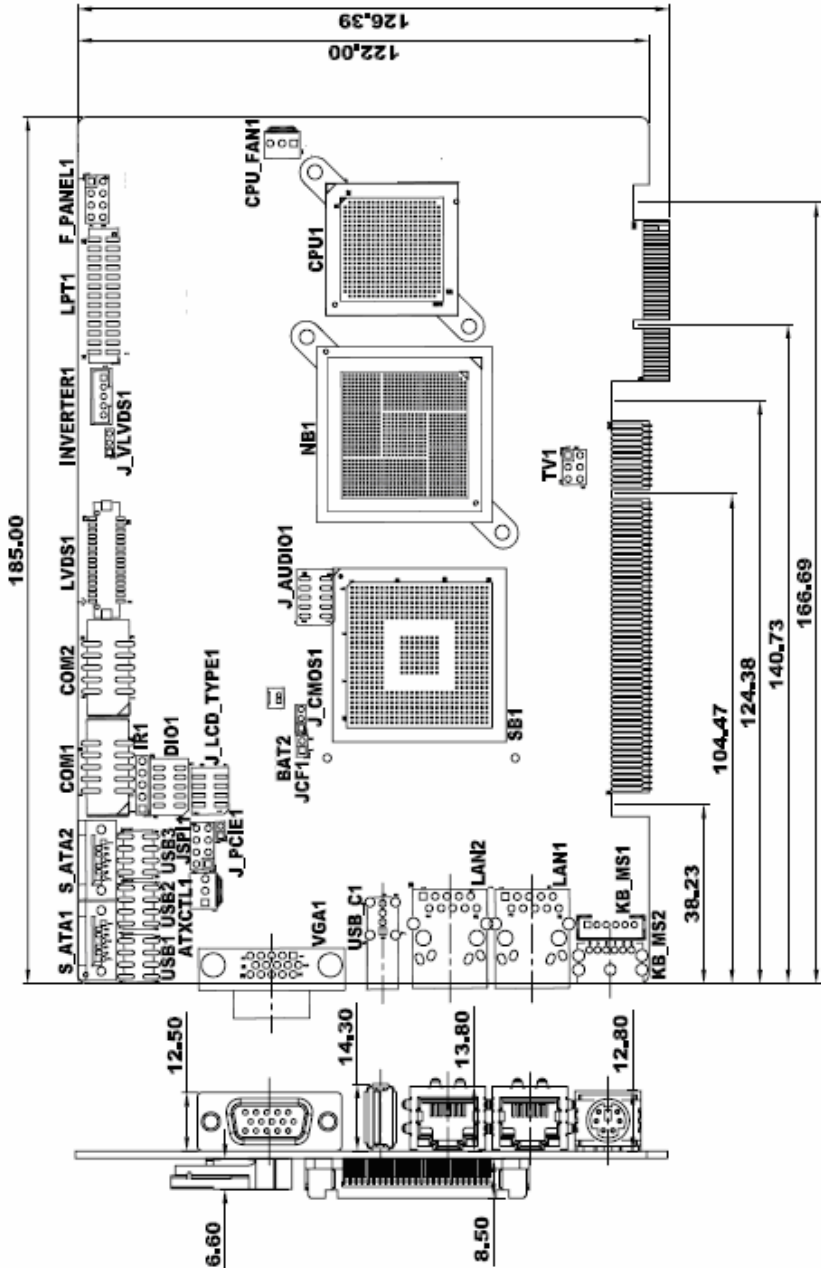 126.39
122.00
185.00
F_PANEL1
CPU_FAN1
LPT1
CPU1
INVERTER1
J_VLVDS1
NB1
TV1
LVDS1
J_AUDIO1
COM2
J_CMOS1
BAT2
JCF1
SB1
COM1
IR1
DIO1
J_LCD_TYPE1
S_ATA2
S_ATA1
USB3
USB2
USB1
JSPI1
J_PCIE1
ATXCTL1
VGA1
USB_C1
LAN2
LAN1
KB_MS1
KB_MS2
166.69
140.73
124.38
104.47
38.23
12.50
14.30
13.80
12.80
6.60
8.50